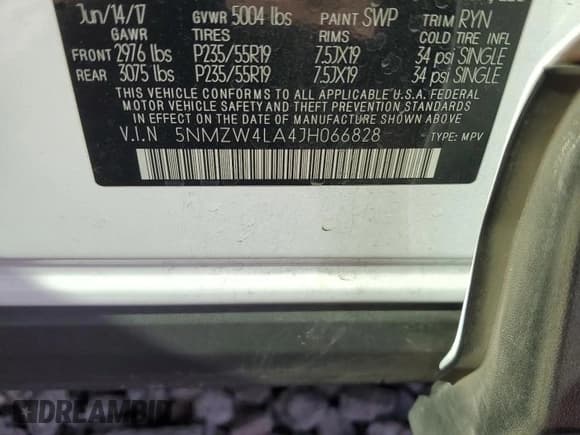 Jun/14/17 GVWR 5004 lbs PAINT SWP TRIM RYN
GAWR TIRES RIMS COLD TIRE INFL
FRONT 2976 lbs P235/55R19 7.5JX19 34 psi SINGLE
REAR 3075 lbs P235/55R19 7.5JX19 34 psi SINGLE
THIS VEHICLE CONFORMS TO ALL APPLICABLE U.S.A. FEDERAL
MOTOR VEHICLE SAFETY AND THEFT PREVENTION STANDARDS
IN EFFECT ON THE DATE OF MANUFACTURE SHOWN ABOVE.
V.I.N 5NMZW4LA4JH066828 TYPE: MPV
DREAMBID